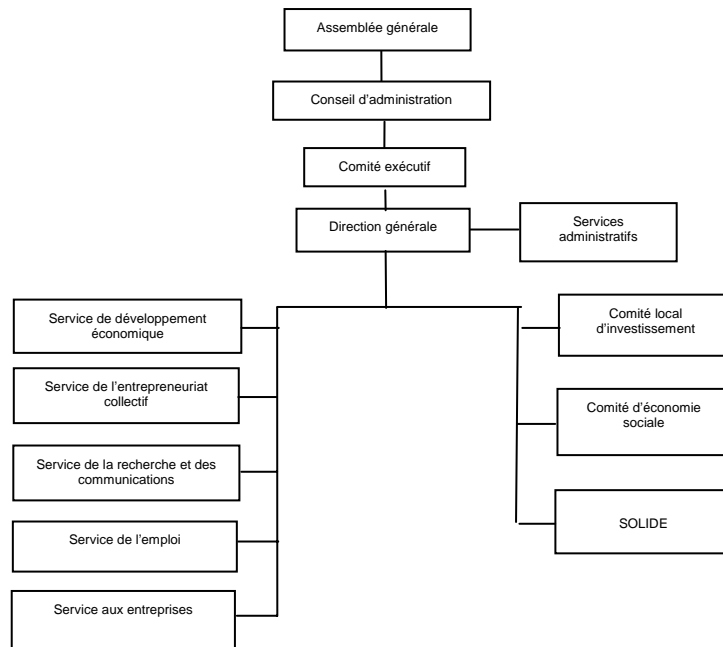 Assemblée générale
Conseil d'administration
Comité exécutif
Direction générale
Services
administratifs
Service de développement
économique
Service de l'entrepreneuriat
collectif
Service de la recherche et des
communications
Service de l'emploi
Service aux entreprises
Comité local
d'investissement
Comité d'économie
sociale
SOLIDE